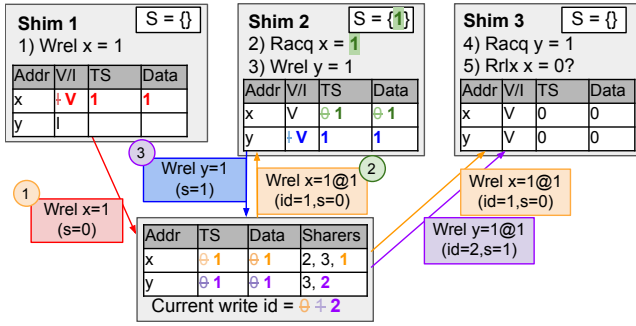 Shim 1
S = {}
1) Wrel x = 1
Addr V/I TS Data
x I V 1 1
y I
Shim 2
S = {1}
2) Racq x = 1
3) Wrel y = 1
Addr V/I TS Data
x V 0 1 0 1
y I V 1 1
Shim 3
S = {}
4) Racq y = 1
5) Rrlx x = 0?
Addr V/I TS Data
x V 0 0
y V 0 0
1
Wrel x=1
(s=0)
3
Wrel y=1
(s=1)
2
Wrel x=1@1
(id=1,s=0)
Wrel x=1@1
(id=1,s=0)
Wrel y=1@1
(id=2,s=1)
Addr TS Data Sharers
x 0 1 0 1 2, 3, 1
y 0 1 0 1 3, 2
Current write id = 0 1 2